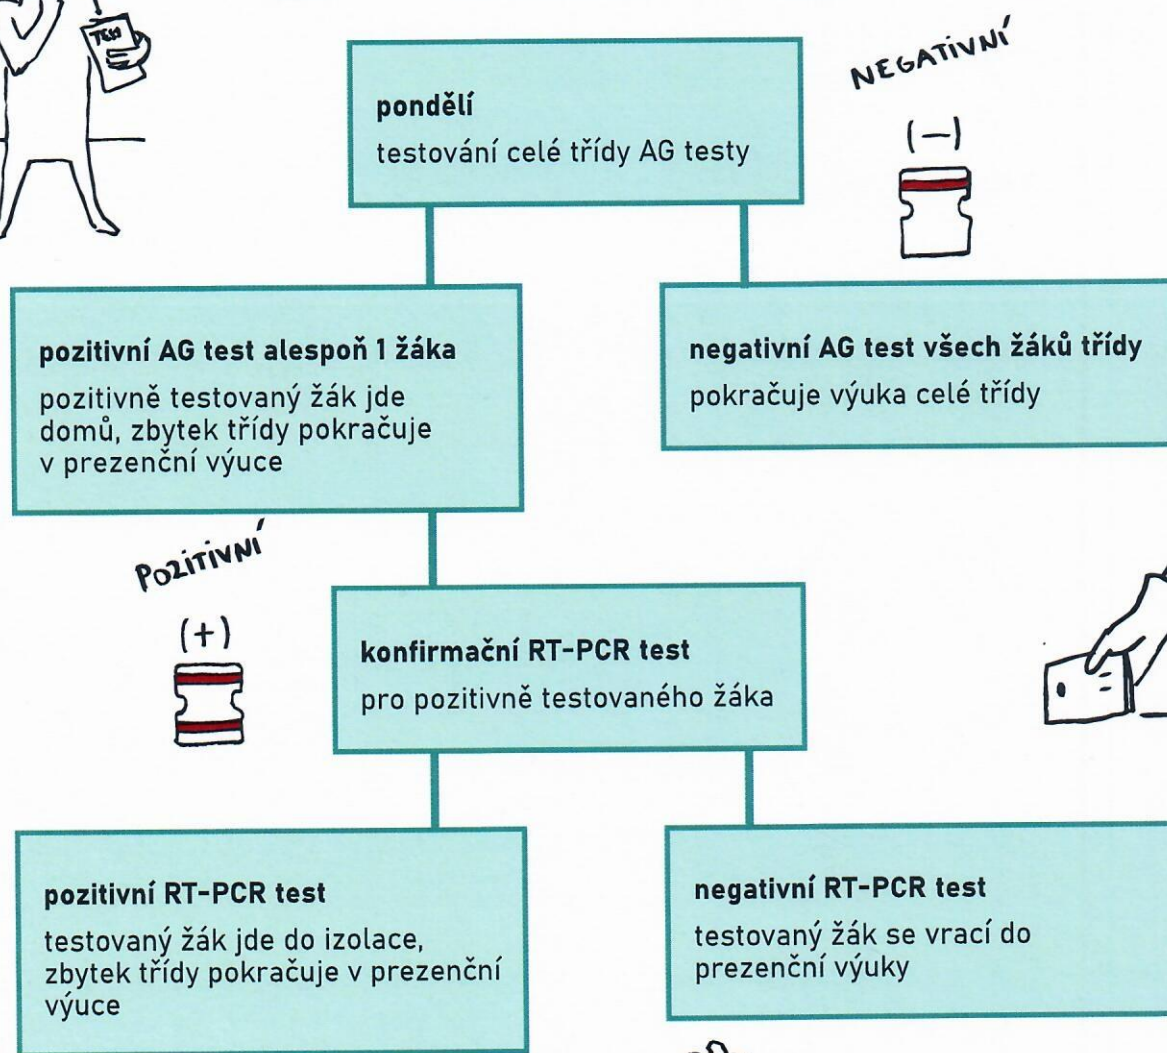 TEST
pondělí
testování celé třídy AG testy
NEGATIVNÍ
(-)
pozitivní AG test alespoň 1 žáka
pozitivně testovaný žák jde
domů, zbytek třídy pokračuje
v prezenční výuce
negativní AG test všech žáků třídy
pokračuje výuka celé třídy
POZITIVNÍ
(+)
konfirmační RT-PCR test
pro pozitivně testovaného žáka
pozitivní RT-PCR test
testovaný žák jde do izolace,
zbytek třídy pokračuje v prezenční
výuce
negativní RT-PCR test
testovaný žák se vrací do
prezenční výuky